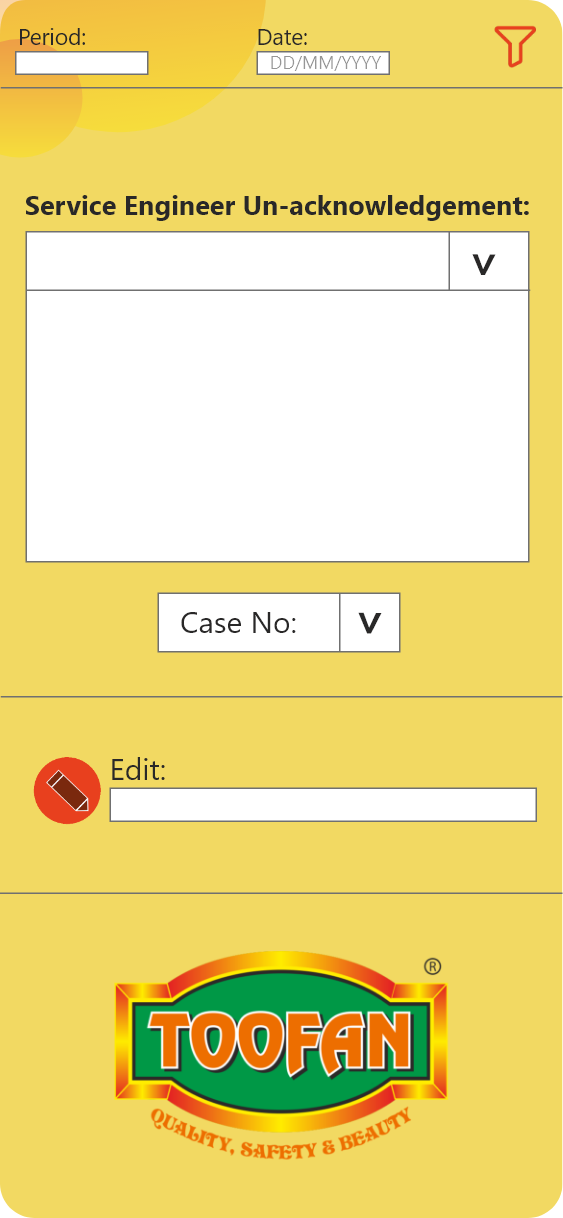 Period:
Date:
DD/MM/YYYY
Service Engineer Un-acknowledgement:
V
Case No:
V
Edit:
®
TOOFAN
QUALITY, SAFETY & BEAUTY